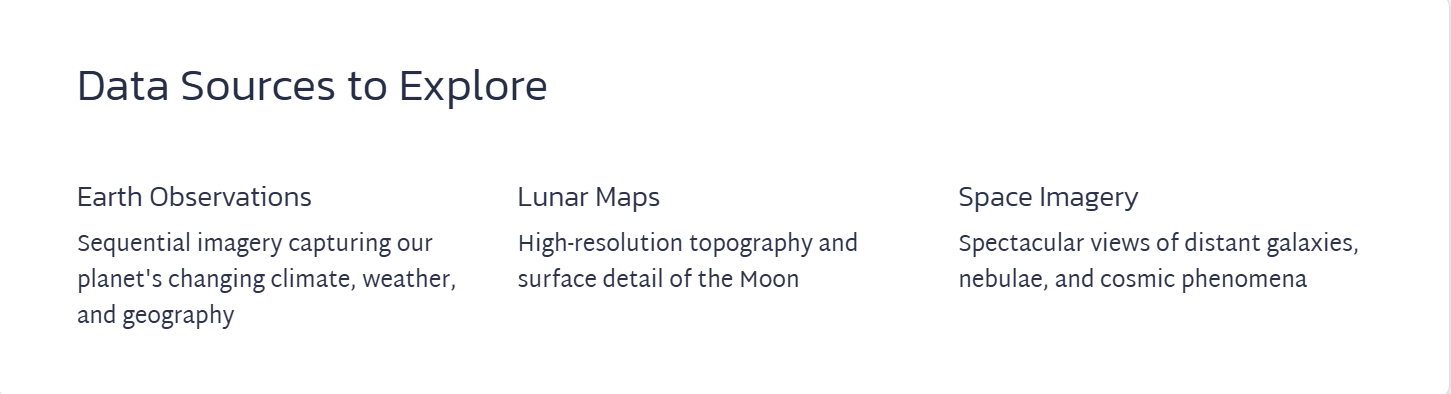 Data Sources to Explore
Earth Observations
Sequential imagery capturing our
planet's changing climate, weather,
and geography
Lunar Maps
High-resolution topography and
surface detail of the Moon
Space Imagery
Spectacular views of distant galaxies,
nebulae, and cosmic phenomena